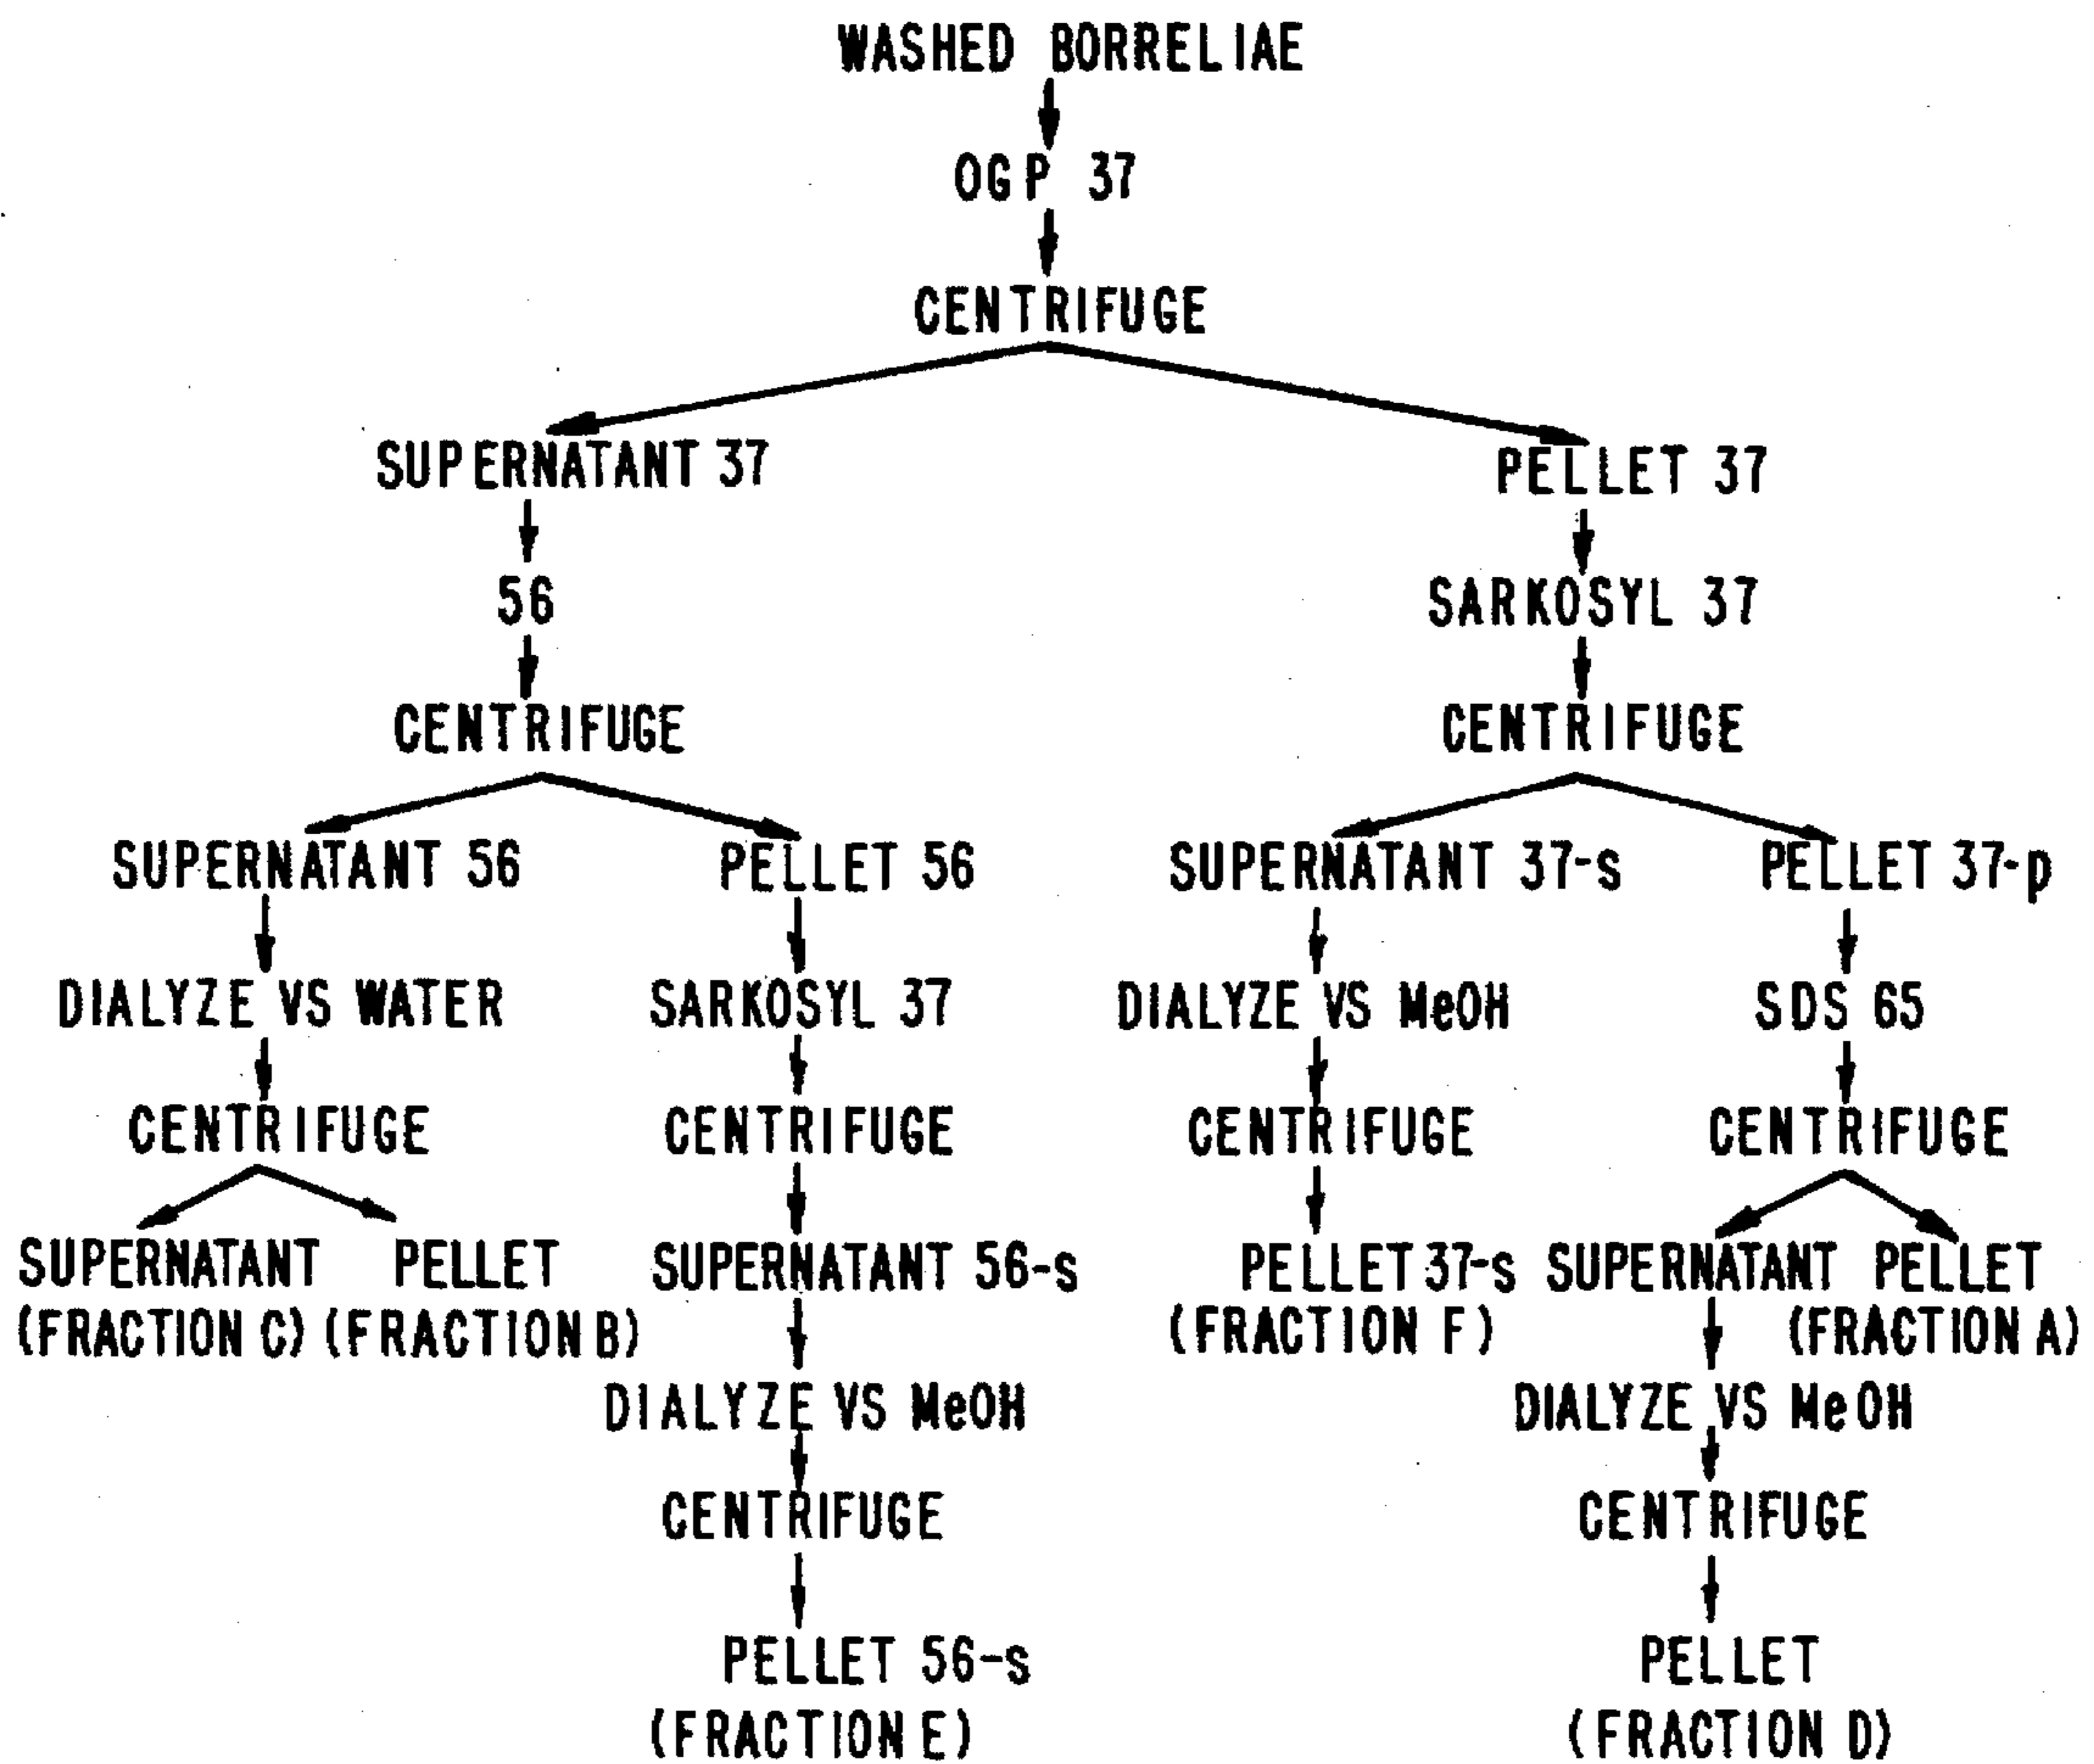 WASHED BORRELIAE
OGP 37
CENTRIFUGE
SUPERNATANT 37 PELLET 37
56 SARKOSYL 37
CENTRIFUGE CENTRIFUGE
SUPERNATANT 56 PELLET 56 SUPERNATANT 37-s PELLET 37-p
DIALYZE VS WATER SARKOSYL 37 DIALYZE VS MeOH SDS 65
CENTRIFUGE CENTRIFUGE CENTRIFUGE CENTRIFUGE
SUPERNATANT PELLET SUPERNATANT 56-s PELLET 37-s SUPERNATANT PELLET
(FRACTION C) (FRACTION B) (FRACTION F) (FRACTION A)
DIALYZE VS MeOH DIALYZE VS MeOH
CENTRIFUGE CENTRIFUGE
PELLET 56-s PELLET
(FRACTION E) (FRACTION D)